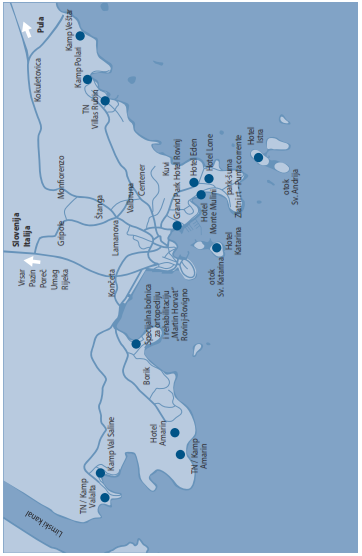 Limski kanal
TN / Kamp
Valalta
Kamp Val Saline
TN / Kamp
Amarin
Hotel
Amarin
Borik
Specijalna bolnica
za ortopediju
i rehabilitaciju
„Martin Horvat”
Rovinj-Rovigno
Vrsar
Pazin
Poreč
Umag
Rijeka
Slovenija
Italija
Končeta
Gripole
Lamanova
Monfiorenzo
Štanga
Valbruna
Centener
Kuvi
Kokuletovica
Pula
Kamp Veštar
Kamp Polari
TN
Villas Rubin
Grand Park Hotel Rovinj
Hotel Eden
Hotel Lone
Hotel
Monte Mulini
park-šuma
Zlatni rt – Punta corrente
otok
Sv. Katarina
Hotel
Katarina
Hotel
Istra
otok
Sv. Andrija